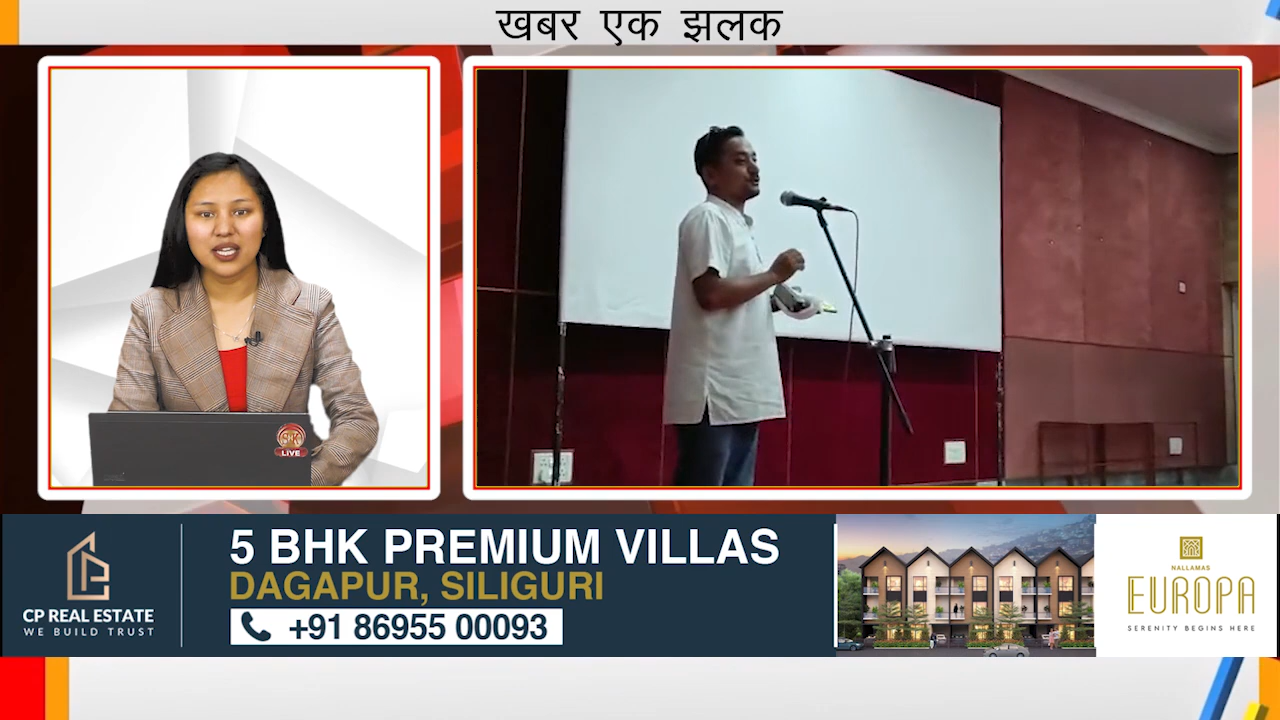 खबर एक झलक
LIVE
5 BHK PREMIUM VILLAS
DAGAPUR, SILIGURI
+91 86955 00093
CP REAL ESTATE
WE BUILD TRUST
NALLAMAS
EUROPA
SERENITY BEGINS HERE